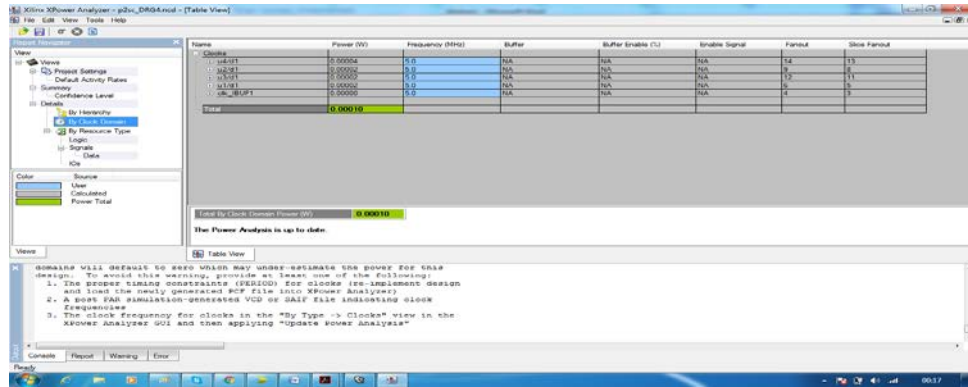 Xilinx XPower Analyzer - p2sc_DRG4.ncd - [Table View]
File Edit View Tools Help
Report Navigator
View
Views
Project Settings
Default Activity Rates
Summary
Confidence Level
Details
By Hierarchy
By Clock Domain
By Resource Type
Logic
Signals
Data
IOs
Color Source
User
Calculated
Power Total
Views
Name Power (W) Frequency (MHz) Buffer Buffer Enable (%) Enable Signal Fanout Slice Fanout
Clocks
u4/qt1 0.00004 5.0 NA NA NA 14 13
0.00002 5.0 NA NA NA 9 8
0.00002 5.0 NA NA NA 12 11
0.00002 5.0 NA NA NA 6 5
clk_IBUF1 0.00000 5.0 NA NA NA 4 3
Total 0.00010
Total By Clock Domain Power (W) 0.00010
The Power Analysis is up to date.
Table View
domains will default to zero which may under-estimate the power for this
design. To avoid this warning, provide at least one of the following:
1. The proper timing constraints (PERIOD) for clocks (re-implement design
and load the newly generated PCF file into XPower Analyzer)
2. A post PAR simulation-generated VCD or SAIF file indicating clock
frequencies
3. The clock frequency for clocks in the "By Type -> Clocks" view in the
XPower Analyzer GUI and then applying "Update Power Analysis"
Console Report Warning Error
Ready
00:17